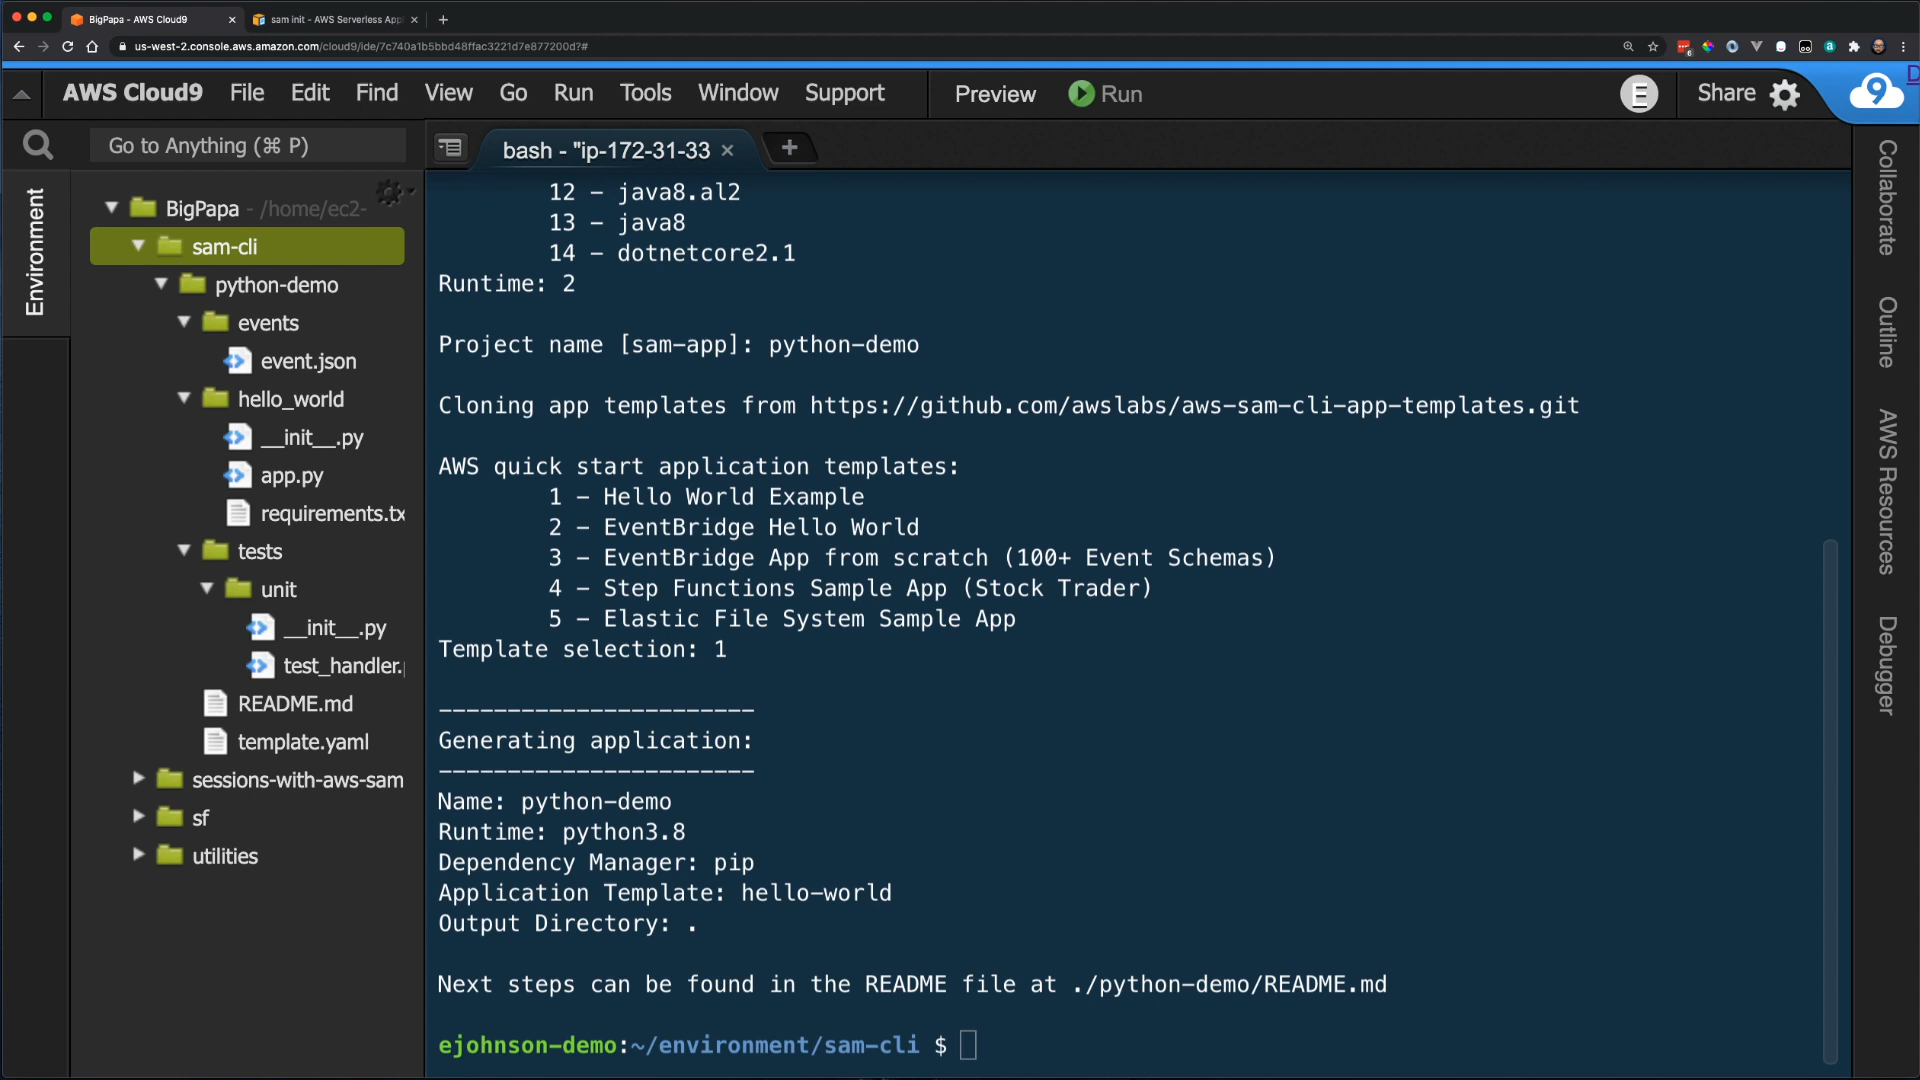 BigPapa - AWS Cloud9
sam init - AWS Serverless App
us-west-2.console.aws.amazon.com/cloud9/ide/7c740a1b5bbd48ffac3221d7e877200d?#
AWS Cloud9 File Edit Find View Go Run Tools Window Support Preview Run Share 9
Go to Anything (⌘ P)
bash - "ip-172-31-33
Environment
BigPapa - /home/ec2-
sam-cli
python-demo
events
event.json
hello_world
__init__.py
app.py
requirements.tx
tests
unit
__init__.py
test_handler.
README.md
template.yaml
sessions-with-aws-sam
sf
utilities
12 – java8.al2
13 – java8
14 – dotnetcore2.1
Runtime: 2
Project name [sam-app]: python-demo
Cloning app templates from https://github.com/awslabs/aws-sam-cli-app-templates.git
AWS quick start application templates:
1 – Hello World Example
2 – EventBridge Hello World
3 – EventBridge App from scratch (100+ Event Schemas)
4 – Step Functions Sample App (Stock Trader)
5 – Elastic File System Sample App
Template selection: 1
-----------------------
Generating application:
-----------------------
Name: python-demo
Runtime: python3.8
Dependency Manager: pip
Application Template: hello-world
Output Directory: .
Next steps can be found in the README file at ./python-demo/README.md
ejohnson-demo:~/environment/sam-cli $
Collaborate
Outline
AWS Resources
Debugger